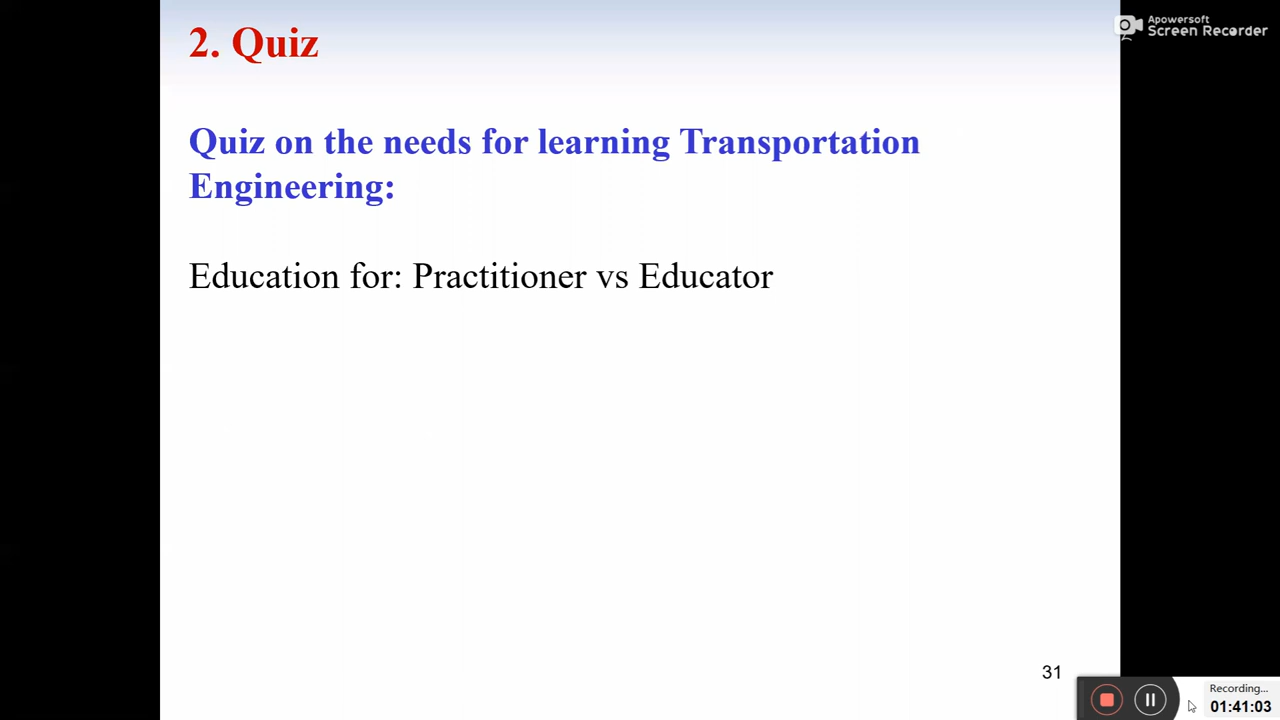 2. Quiz
Apowersoft
Screen Recorder
Quiz on the needs for learning Transportation
Engineering:
Education for: Practitioner vs Educator
31
Recording...
01:41:03